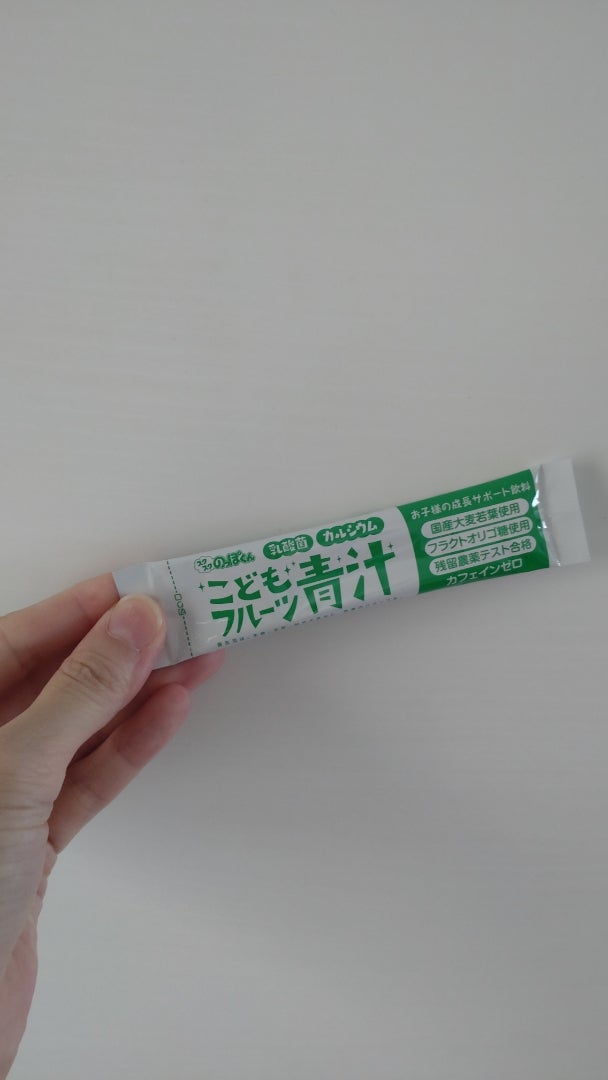 のっぽくん
乳酸菌 カルシウム
こども
フルーツ青汁
お子様の成長サポート飲料
国産大麦若葉使用
フラクトオリゴ糖使用
残留農薬テスト合格
カフェインゼロ